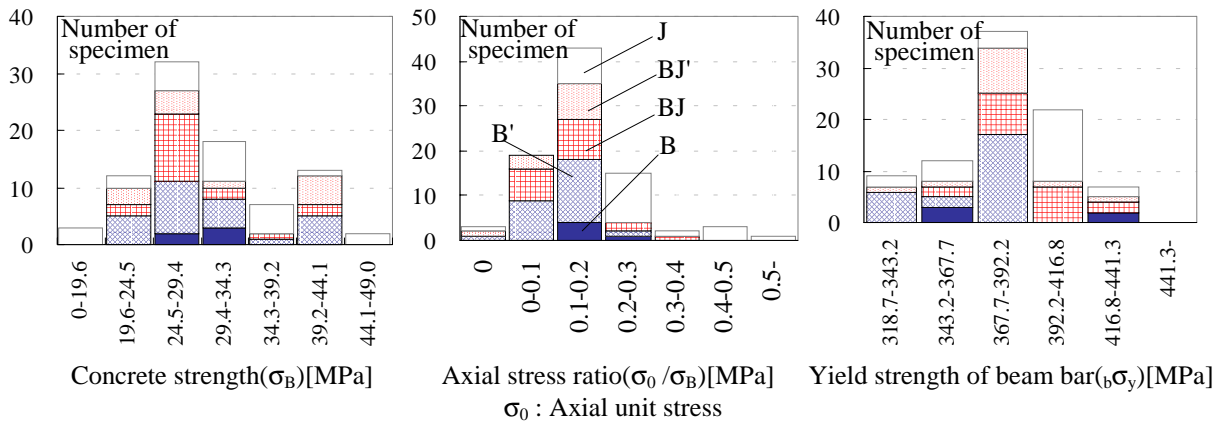 Number of
specimen
40
30
20
10
0
0-19.6
19.6-24.5
24.5-29.4
29.4-34.3
34.3-39.2
39.2-44.1
44.1-49.0
Concrete strength(σB)[MPa]
Number of
specimen
50
40
30
20
10
0
J
BJ'
BJ
B'
B
0
0-0.1
0.1-0.2
0.2-0.3
0.3-0.4
0.4-0.5
0.5-
Axial stress ratio(σ0 /σB)[MPa]
σ0 : Axial unit stress
Number of
specimen
40
30
20
10
0
318.7-343.2
343.2-367.7
367.7-392.2
392.2-416.8
416.8-441.3
441.3-
Yield strength of beam bar(bσy)[MPa]